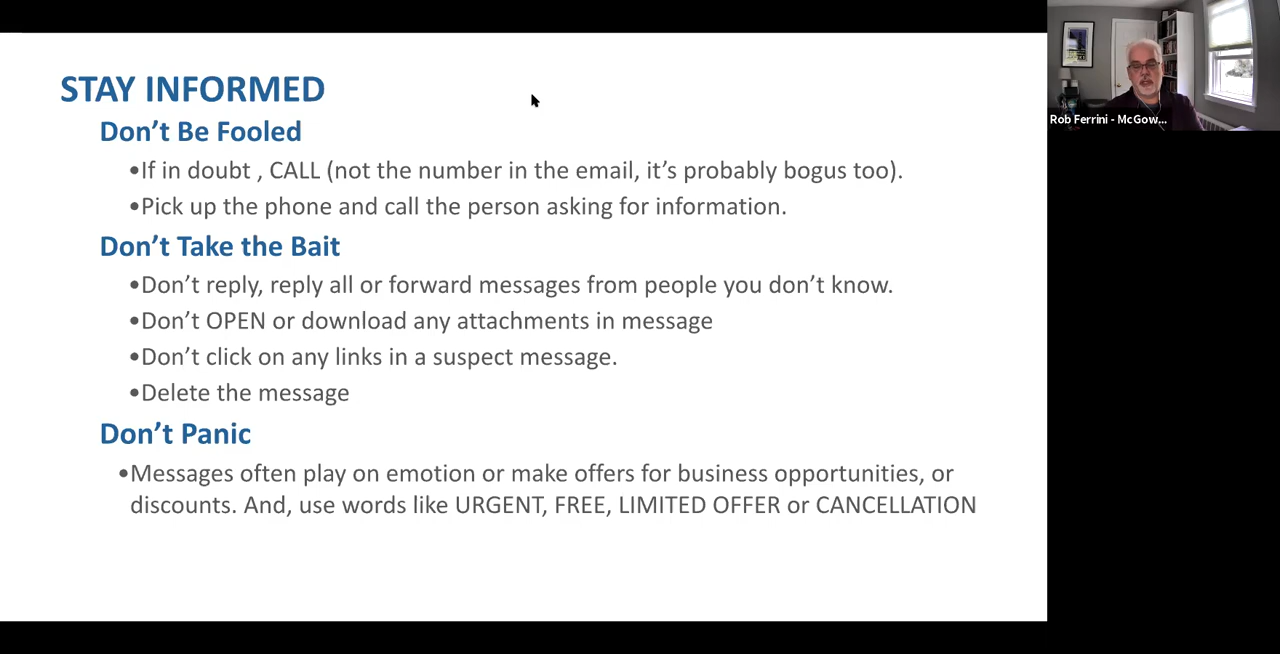 STAY INFORMED
Don’t Be Fooled
•If in doubt , CALL (not the number in the email, it’s probably bogus too).
•Pick up the phone and call the person asking for information.
Don’t Take the Bait
•Don’t reply, reply all or forward messages from people you don’t know.
•Don’t OPEN or download any attachments in message
•Don’t click on any links in a suspect message.
•Delete the message
Don’t Panic
•Messages often play on emotion or make offers for business opportunities, or
discounts. And, use words like URGENT, FREE, LIMITED OFFER or CANCELLATION
Rob Ferrini - McGow...